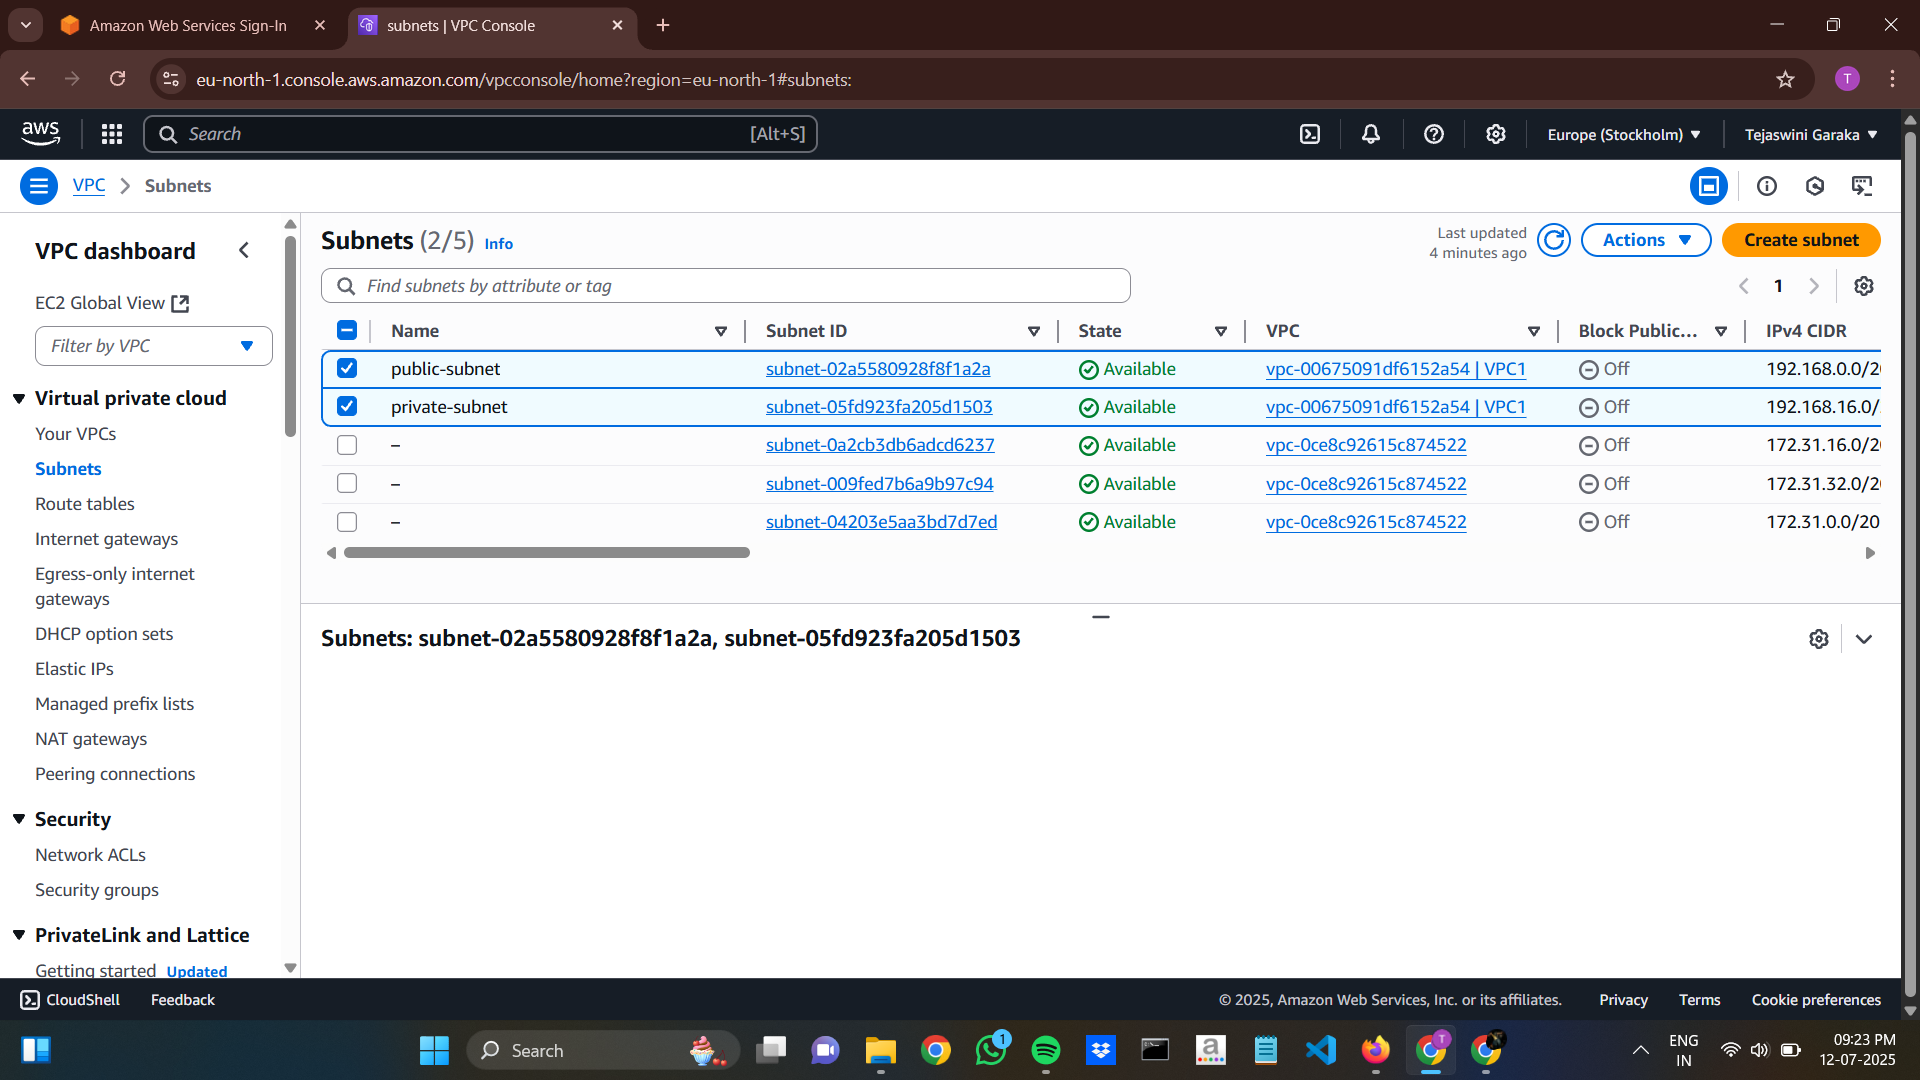 Amazon Web Services Sign-In
subnets | VPC Console
eu-north-1.console.aws.amazon.com/vpcconsole/home?region=eu-north-1#subnets:
T
aws
Search
[Alt+S]
Europe (Stockholm)
Tejaswini Garaka
VPC
Subnets
VPC dashboard
EC2 Global View
Filter by VPC
Virtual private cloud
Your VPCs
Subnets
Route tables
Internet gateways
Egress-only internet
gateways
DHCP option sets
Elastic IPs
Managed prefix lists
NAT gateways
Peering connections
Security
Network ACLs
Security groups
PrivateLink and Lattice
Getting started Updated
Subnets (2/5) Info
Last updated
4 minutes ago
Actions
Create subnet
Find subnets by attribute or tag
1
Name Subnet ID State VPC Block Public... IPv4 CIDR
public-subnet subnet-02a5580928f8f1a2a Available vpc-00675091df6152a54 | VPC1 Off 192.168.0.0/20
private-subnet subnet-05fd923fa205d1503 Available vpc-00675091df6152a54 | VPC1 Off 192.168.16.0/
– subnet-0a2cb3db6adcd6237 Available vpc-0ce8c92615c874522 Off 172.31.16.0/20
– subnet-009fed7b6a9b97c94 Available vpc-0ce8c92615c874522 Off 172.31.32.0/20
– subnet-04203e5aa3bd7d7ed Available vpc-0ce8c92615c874522 Off 172.31.0.0/20
Subnets: subnet-02a5580928f8f1a2a, subnet-05fd923fa205d1503
CloudShell Feedback
© 2025, Amazon Web Services, Inc. or its affiliates. Privacy Terms Cookie preferences
Search
1
a
T
ENG
IN
09:23 PM
12-07-2025